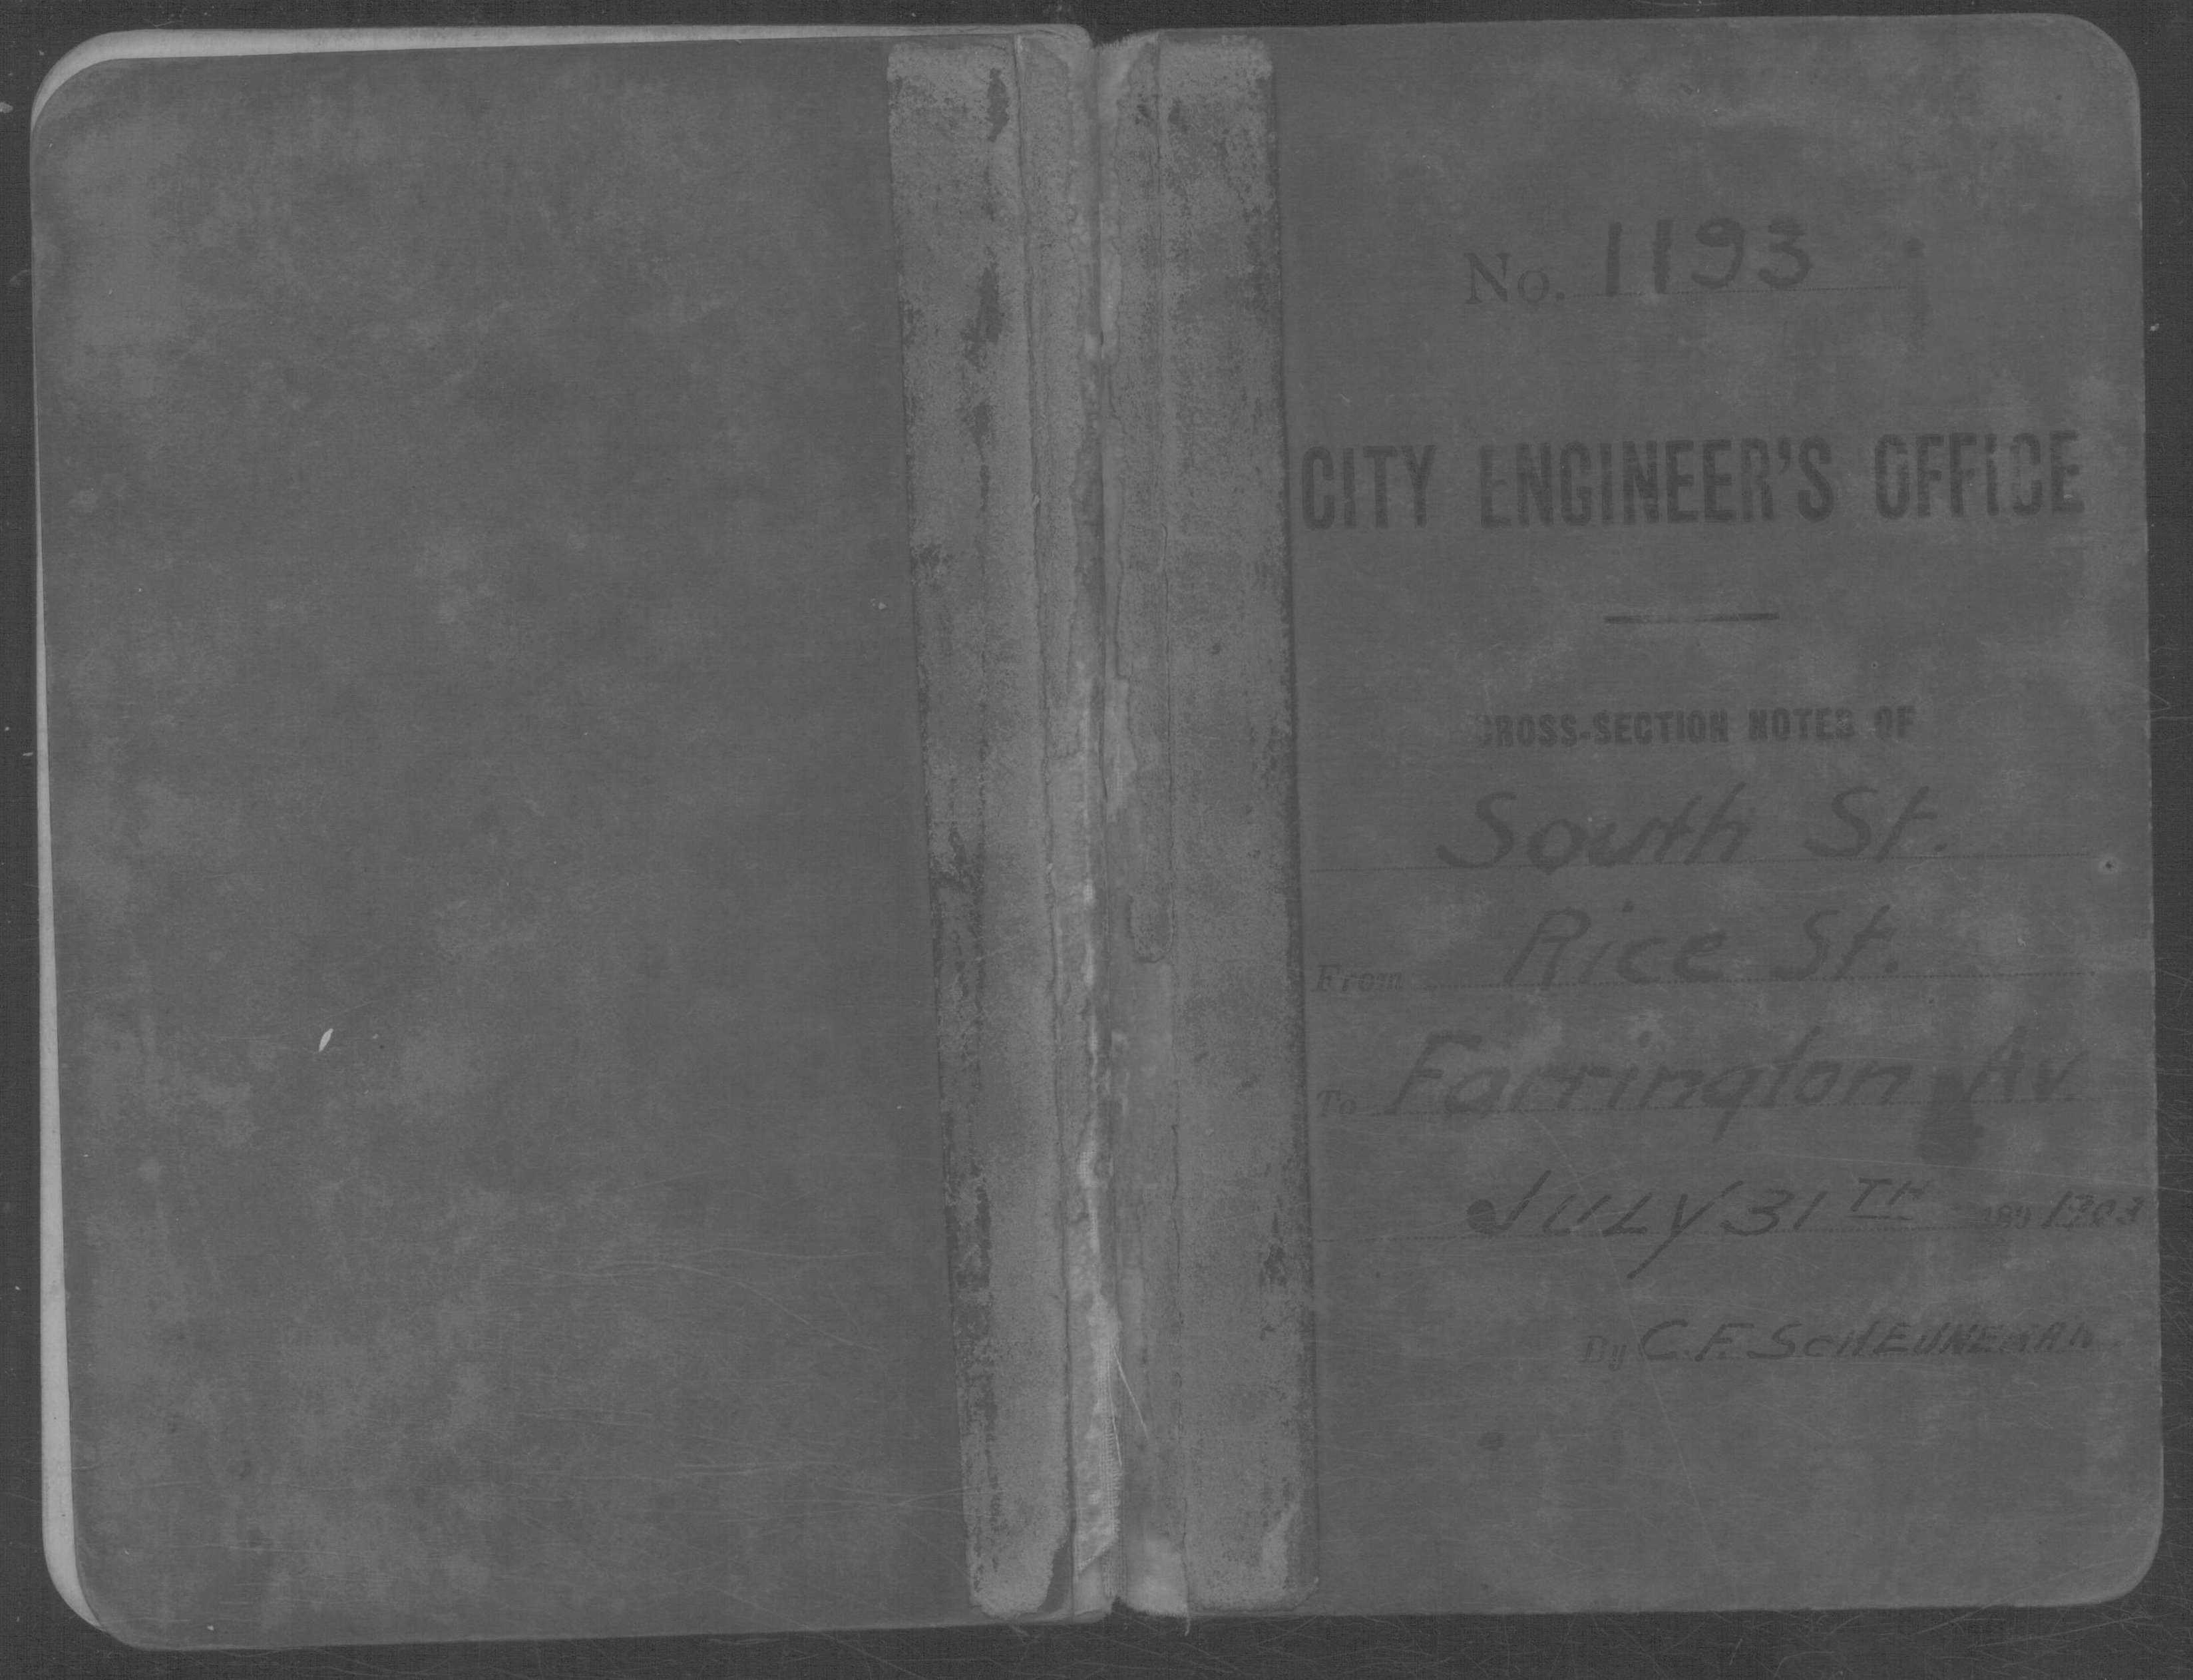 No. 1193
CITY ENGINEER'S OFFICE
CROSS-SECTION NOTES OF
South St.
From Rice St.
To Farrington Av.
JULY 31TH 189 1903
By C.F. SCHEUNEMAN